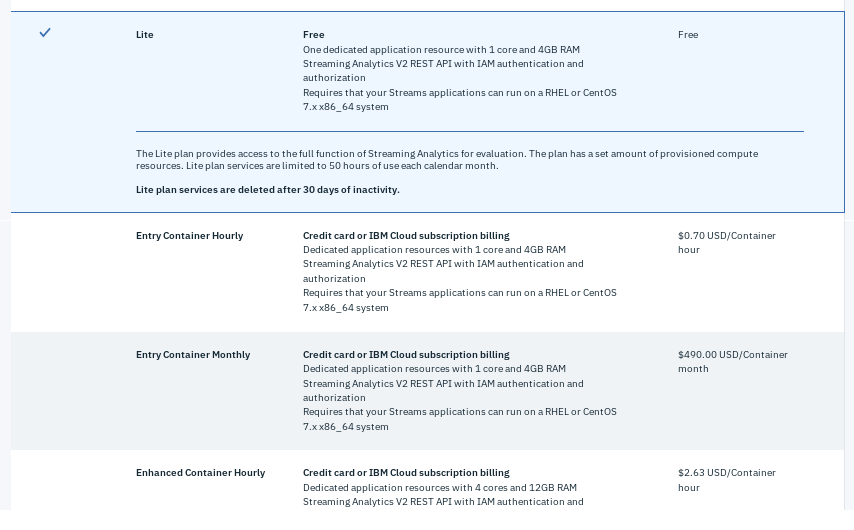 Lite
Free
Free
One dedicated application resource with 1 core and 4GB RAM
Streaming Analytics V2 REST API with IAM authentication and
authorization
Requires that your Streams applications can run on a RHEL or CentOS
7.x x86_64 system
The Lite plan provides access to the full function of Streaming Analytics for evaluation. The plan has a set amount of provisioned compute
resources. Lite plan services are limited to 50 hours of use each calendar month.
Lite plan services are deleted after 30 days of inactivity.
Entry Container Hourly
Credit card or IBM Cloud subscription billing
Dedicated application resources with 1 core and 4GB RAM
Streaming Analytics V2 REST API with IAM authentication and
authorization
Requires that your Streams applications can run on a RHEL or CentOS
7.x x86_64 system
$0.70 USD/Container
hour
Entry Container Monthly
Credit card or IBM Cloud subscription billing
Dedicated application resources with 1 core and 4GB RAM
Streaming Analytics V2 REST API with IAM authentication and
authorization
Requires that your Streams applications can run on a RHEL or CentOS
7.x x86_64 system
$490.00 USD/Container
month
Enhanced Container Hourly
Credit card or IBM Cloud subscription billing
Dedicated application resources with 4 cores and 12GB RAM
Streaming Analytics V2 REST API with IAM authentication and
$2.63 USD/Container
hour